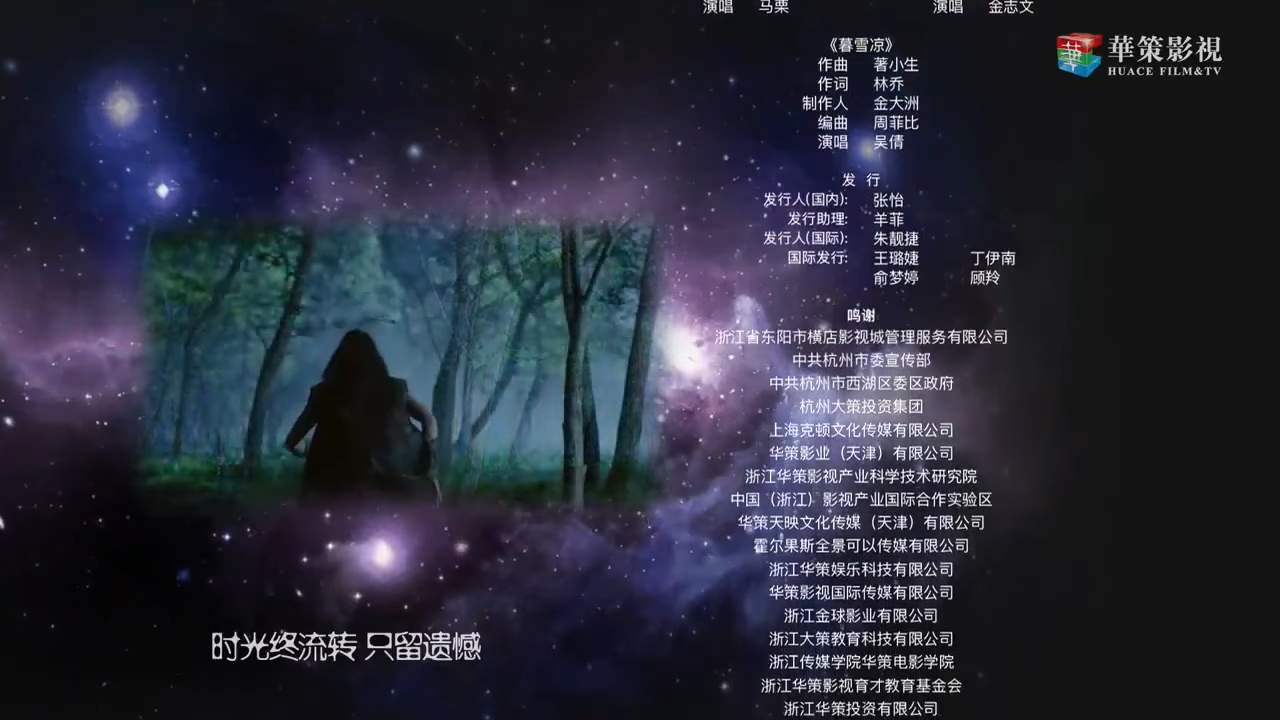 演唱 马栗 演唱 金志文
華策影視
HUACE FILM&TV
《暮雪凉》
作曲 著小生
作词 林乔
制作人 金大洲
编曲 周菲比
演唱 吴倩
发 行
发行人(国内): 张怡
发行助理: 羊菲
发行人(国际): 朱靓捷
国际发行: 王璐婕 丁伊南
俞梦婷 顾羚
鸣谢
浙江省东阳市横店影视城管理服务有限公司
中共杭州市委宣传部
中共杭州市西湖区委区政府
杭州大策投资集团
上海克顿文化传媒有限公司
华策影业（天津）有限公司
浙江华策影视产业科学技术研究院
中国（浙江）影视产业国际合作实验区
华策天映文化传媒（天津）有限公司
霍尔果斯全景可以传媒有限公司
浙江华策娱乐科技有限公司
华策影视国际传媒有限公司
浙江金球影业有限公司
浙江大策教育科技有限公司
浙江传媒学院华策电影学院
浙江华策影视育才教育基金会
浙江华策投资有限公司
时光终流转 只留遗憾